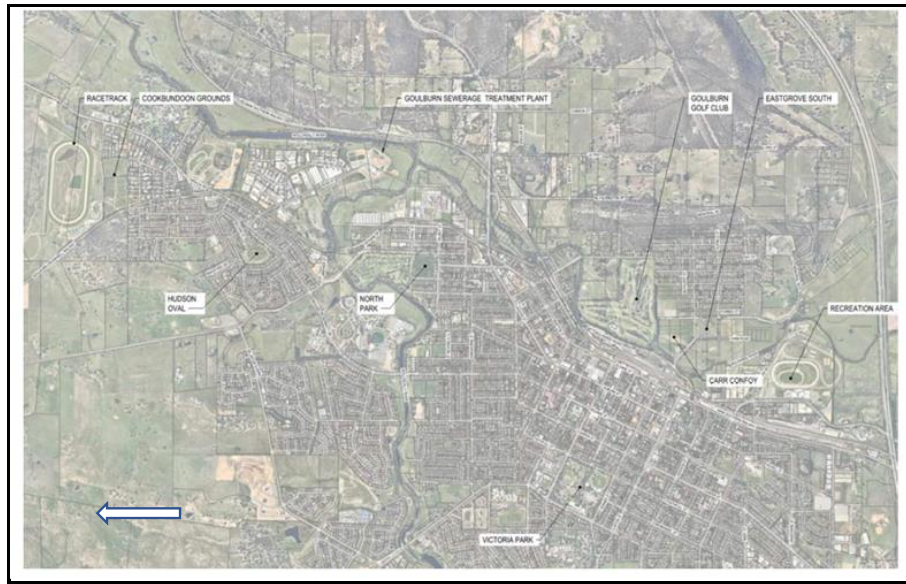 RACETRACK
COOKBUNDOON GROUNDS
GOULBURN SEWERAGE TREATMENT PLANT
GOULBURN
GOLF CLUB
EASTGROVE SOUTH
HUDSON
OVAL
NORTH
PARK
RECREATION AREA
CARR CONFOY
VICTORIA PARK